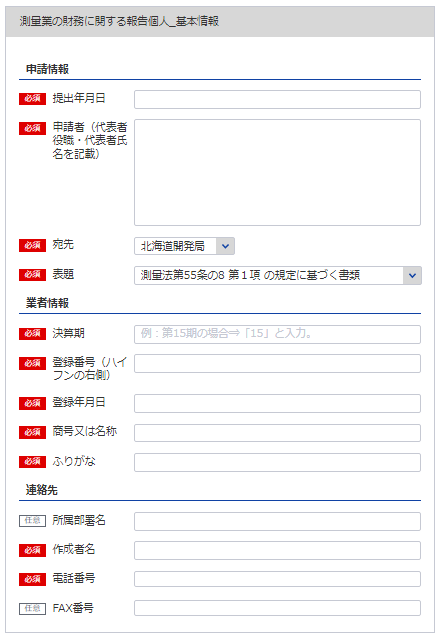 測量業の財務に関する報告個人_基本情報
申請情報
必須 提出年月日
必須 申請者（代表者
役職・代表者氏
名を記載）
必須 宛先 北海道開発局
必須 表題 測量法第55条の8 第１項 の規定に基づく書類
業者情報
必須 決算期 例：第15期の場合⇒「15」と入力。
必須 登録番号（ハイ
フンの右側）
必須 登録年月日
必須 商号又は名称
必須 ふりがな
連絡先
任意 所属部署名
必須 作成者名
必須 電話番号
任意 FAX番号